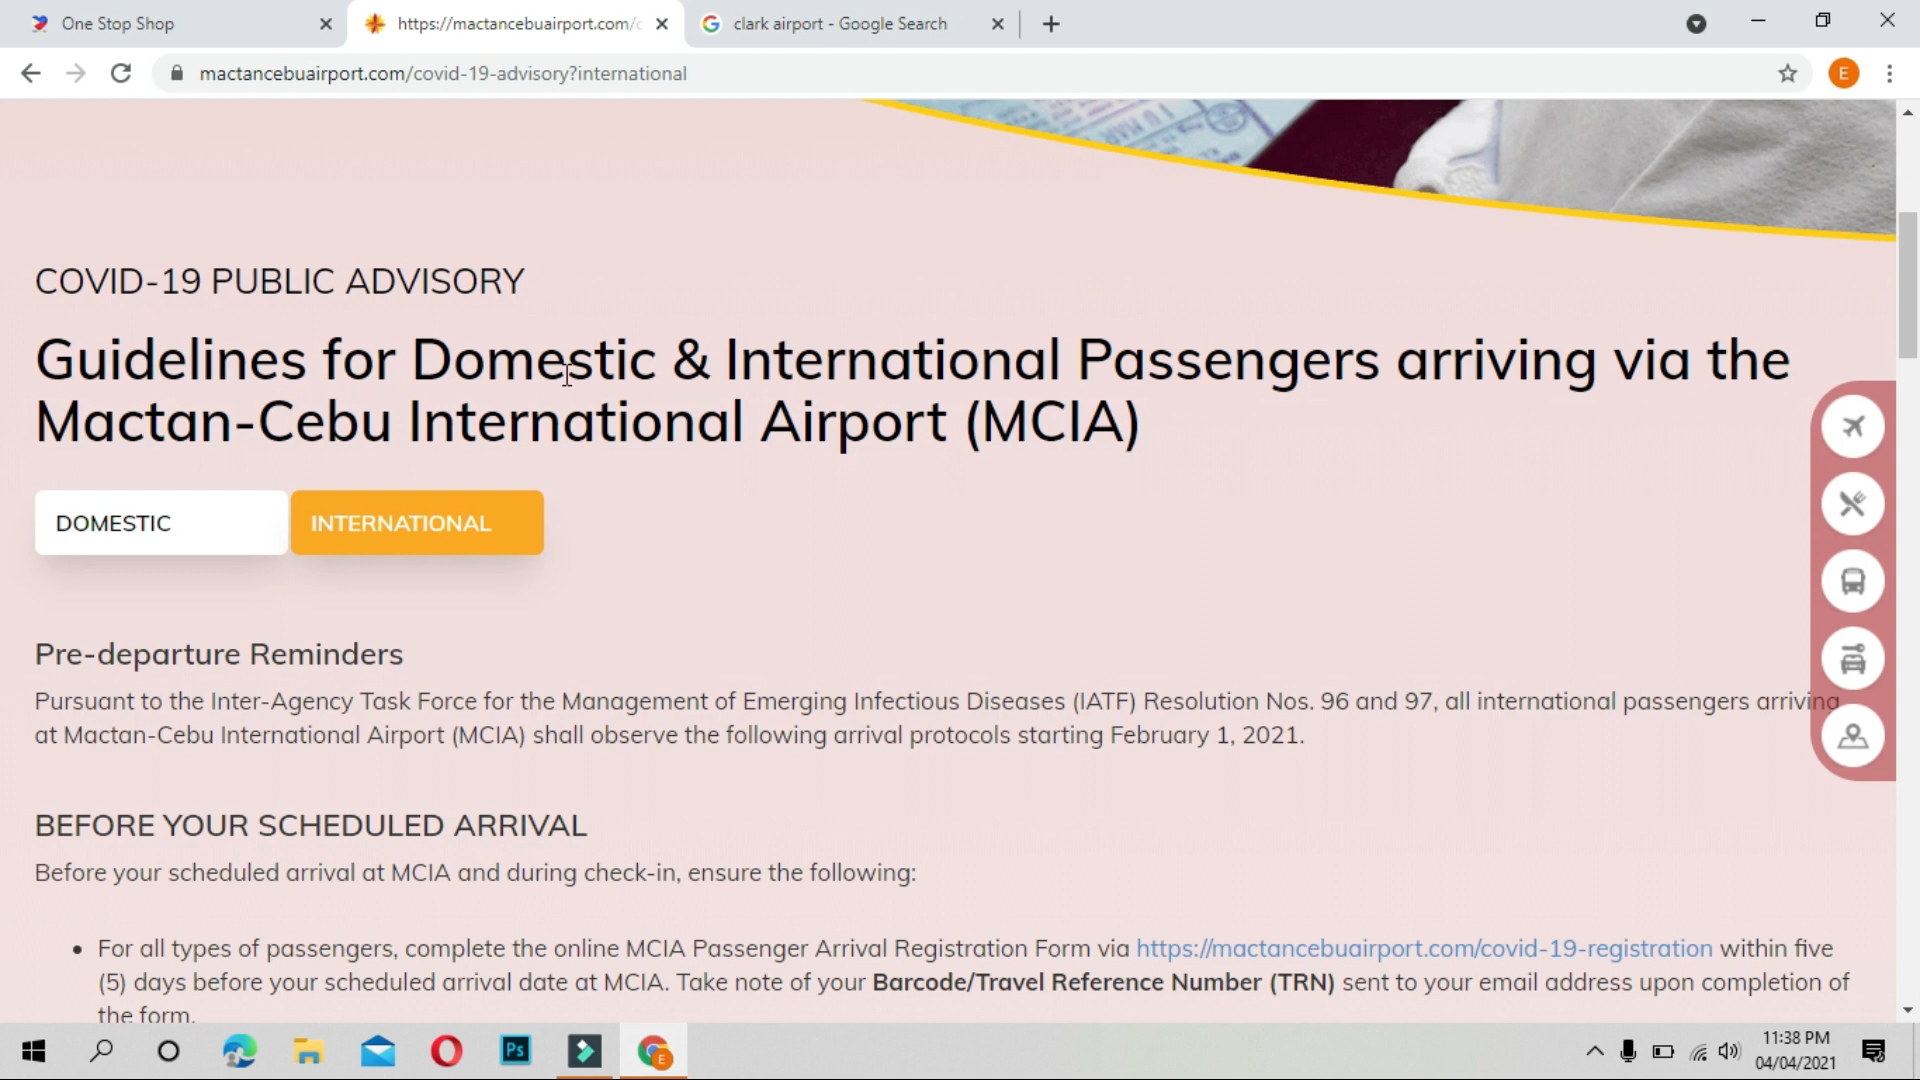 One Stop Shop
https://mactancebuairport.com/c
clark airport - Google Search
mactancebuairport.com/covid-19-advisory?international
E
COVID-19 PUBLIC ADVISORY
Guidelines for Domestic & International Passengers arriving via the
Mactan-Cebu International Airport (MCIA)
DOMESTIC
INTERNATIONAL
Pre-departure Reminders
Pursuant to the Inter-Agency Task Force for the Management of Emerging Infectious Diseases (IATF) Resolution Nos. 96 and 97, all international passengers arriving
at Mactan-Cebu International Airport (MCIA) shall observe the following arrival protocols starting February 1, 2021.
BEFORE YOUR SCHEDULED ARRIVAL
Before your scheduled arrival at MCIA and during check-in, ensure the following:
• For all types of passengers, complete the online MCIA Passenger Arrival Registration Form via https://mactancebuairport.com/covid-19-registration within five
(5) days before your scheduled arrival date at MCIA. Take note of your Barcode/Travel Reference Number (TRN) sent to your email address upon completion of
the form.
Ps
E
11:38 PM
04/04/2021